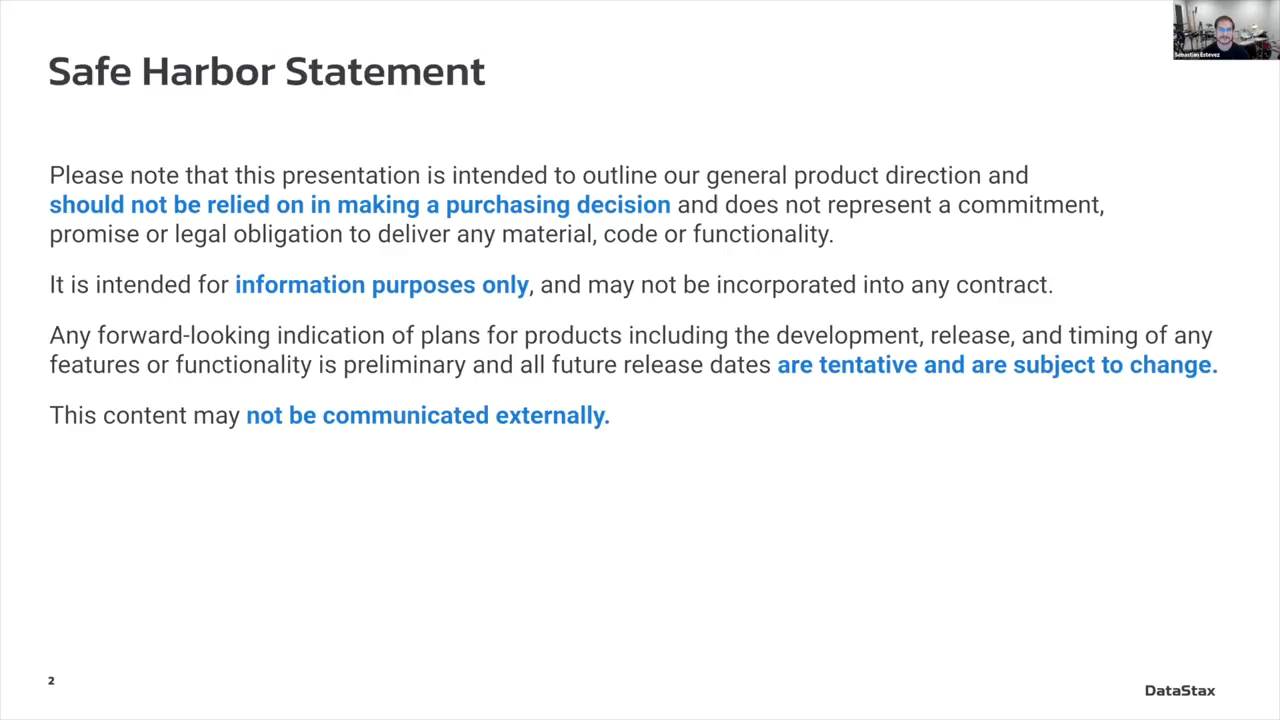 Safe Harbor Statement
Sebastian Estevez
Please note that this presentation is intended to outline our general product direction and
should not be relied on in making a purchasing decision and does not represent a commitment,
promise or legal obligation to deliver any material, code or functionality.
It is intended for information purposes only, and may not be incorporated into any contract.
Any forward-looking indication of plans for products including the development, release, and timing of any
features or functionality is preliminary and all future release dates are tentative and are subject to change.
This content may not be communicated externally.
2
DataStax